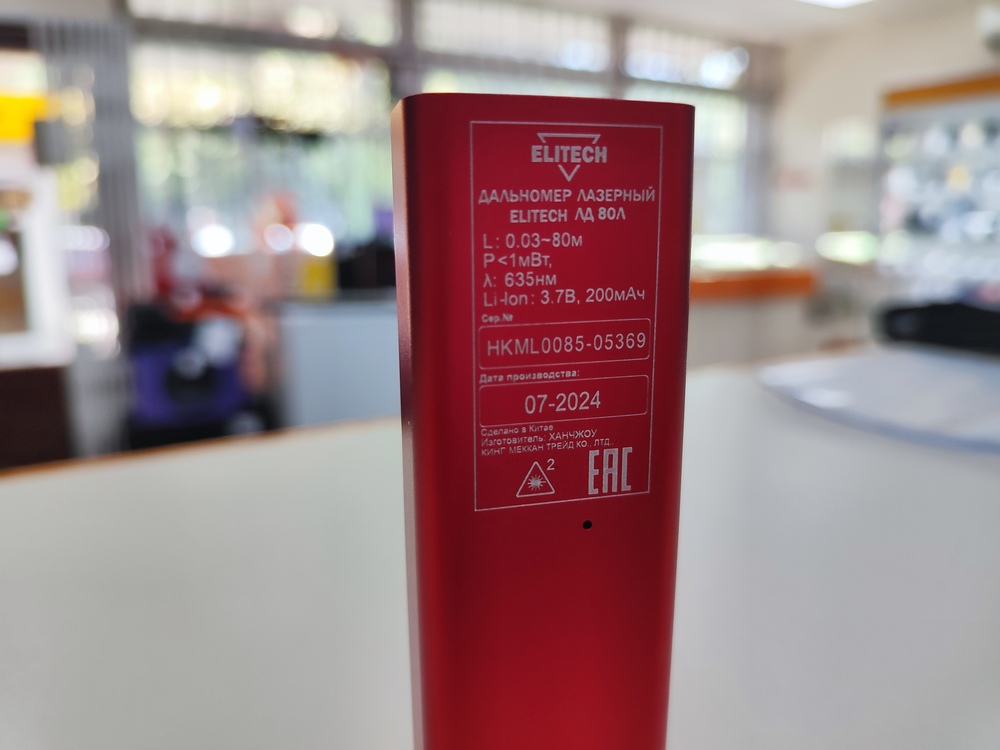 ELITECH
ДАЛЬНОМЕР ЛАЗЕРНЫЙ
ELITECH ЛД 80Л
L: 0.03~80м
P<1мВт,
λ: 635нм
Li-Ion: 3.7В, 200мАч
Сер.№
HKML0085-05369
Дата производства:
07-2024
Сделано в Китае
Изготовитель: ХАНЧЖОУ
КИНГ МЕККАН ТРЕЙД КО., ЛТД.
2
ЕАС